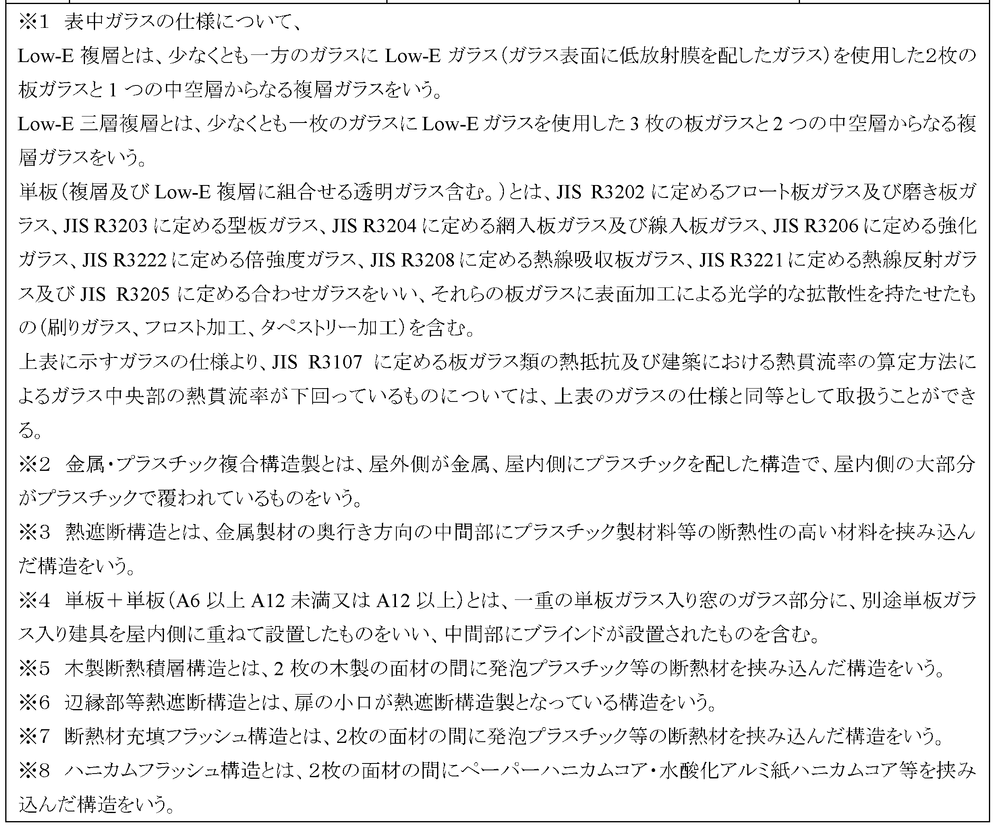 ※1　表中ガラスの仕様について、
Low-E 複層とは、少なくとも一方のガラスに Low-E ガラス（ガラス表面に低放射膜を配したガラス）を使用した２枚の
板ガラスと 1 つの中空層からなる複層ガラスをいう。
Low-E 三層複層とは、少なくとも一枚のガラスに Low-E ガラスを使用した 3 枚の板ガラスと 2 つの中空層からなる複
層ガラスをいう。
単板（複層及び Low-E 複層に組合せる透明ガラス含む。）とは、JIS R3202 に定めるフロート板ガラス及び磨き板ガ
ラス、JIS R3203 に定める型板ガラス、JIS R3204 に定める網入板ガラス及び線入板ガラス、JIS R3206 に定める強化
ガラス、JIS R3222 に定める倍強度ガラス、JIS R3208 に定める熱線吸収板ガラス、JIS R3221 に定める熱線反射ガラ
ス及び JIS R3205 に定める合わせガラスをいい、それらの板ガラスに表面加工による光学的な拡散性を持たせたも
の（刷りガラス、フロスト加工、タペストリー加工）を含む。
上表に示すガラスの仕様より、JIS R3107 に定める板ガラス類の熱抵抗及び建築における熱貫流率の算定方法に
よるガラス中央部の熱貫流率が下回っているものについては、上表のガラスの仕様と同等として取扱うことができ
る。
※2　金属・プラスチック複合構造製とは、屋外側が金属、屋内側にプラスチックを配した構造で、屋内側の大部分
がプラスチックで覆われているものをいう。
※3　熱遮断構造とは、金属製材の奥行き方向の中間部にプラスチック製材料等の断熱性の高い材料を挟み込ん
だ構造をいう。
※4　単板＋単板（A6 以上 A12 未満又は A12 以上）とは、一重の単板ガラス入り窓のガラス部分に、別途単板ガラ
ス入り建具を屋内側に重ねて設置したものをいい、中間部にブラインドが設置されたものを含む。
※5　木製断熱積層構造とは、2 枚の木製の面材の間に発泡プラスチック等の断熱材を挟み込んだ構造をいう。
※6　辺縁部等熱遮断構造とは、扉の小口が熱遮断構造製となっている構造をいう。
※7　断熱材充填フラッシュ構造とは、２枚の面材の間に発泡プラスチック等の断熱材を挟み込んだ構造をいう。
※8　ハニカムフラッシュ構造とは、２枚の面材の間にペーパーハニカムコア・水酸化アルミ紙ハニカムコア等を挟み
込んだ構造をいう。